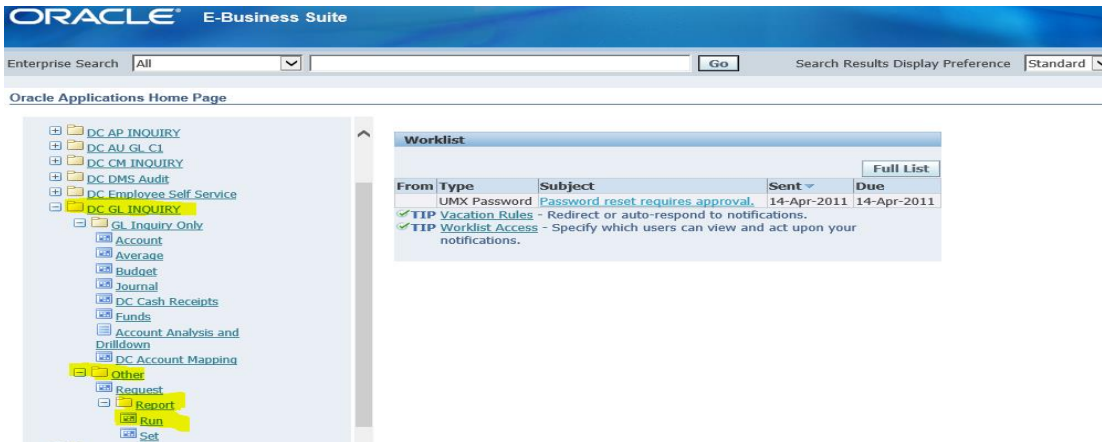 ORACLE® E-Business Suite
Enterprise Search All Go Search Results Display Preference Standard
Oracle Applications Home Page
DC AP INQUIRY
DC AU GL C1
DC CM INQUIRY
DC DMS Audit
DC Employee Self Service
DC GL INQUIRY
GL Inquiry Only
Account
Average
Budget
Journal
DC Cash Receipts
Funds
Account Analysis and
Drilldown
DC Account Mapping
Other
Request
Report
Run
Set
Worklist
Full List
From Type Subject Sent Due
UMX Password Password reset requires approval. 14-Apr-2011 14-Apr-2011
TIP Vacation Rules - Redirect or auto-respond to notifications.
TIP Worklist Access - Specify which users can view and act upon your
notifications.